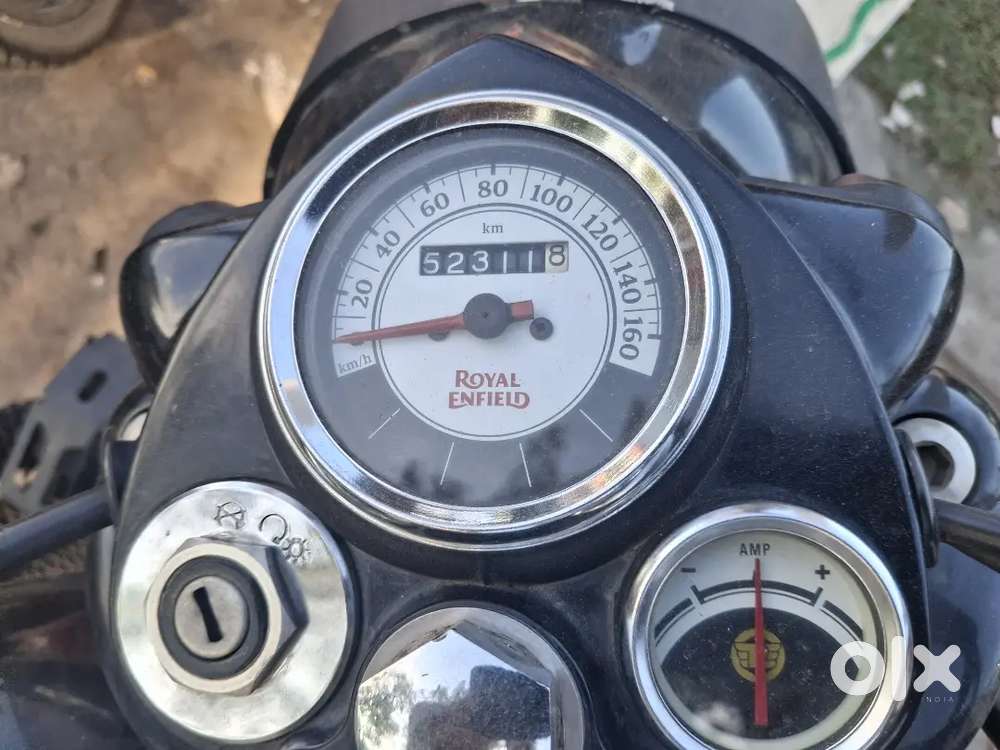 20
40
60
80
100
120
140
160
km
523118
km/h
ROYAL
ENFIELD
AMP
- +
olx
INDIA